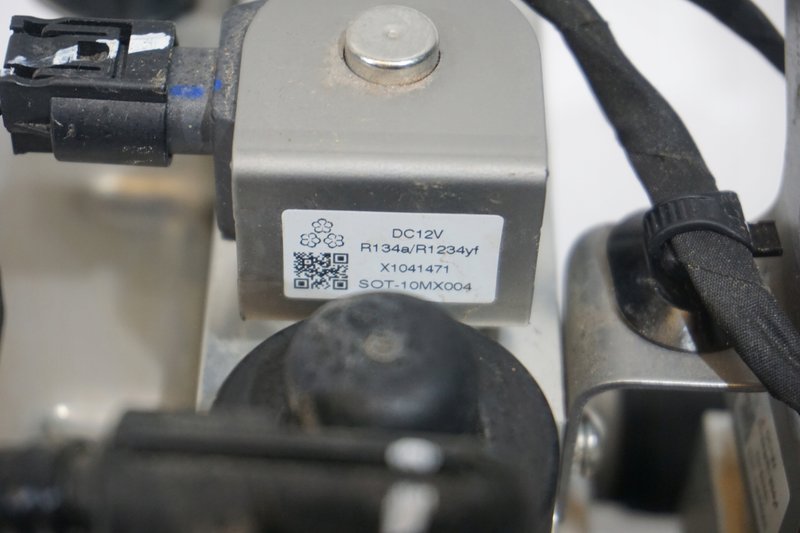 DC12V
R134a/R1234yf
X1041471
SOT-10MX004